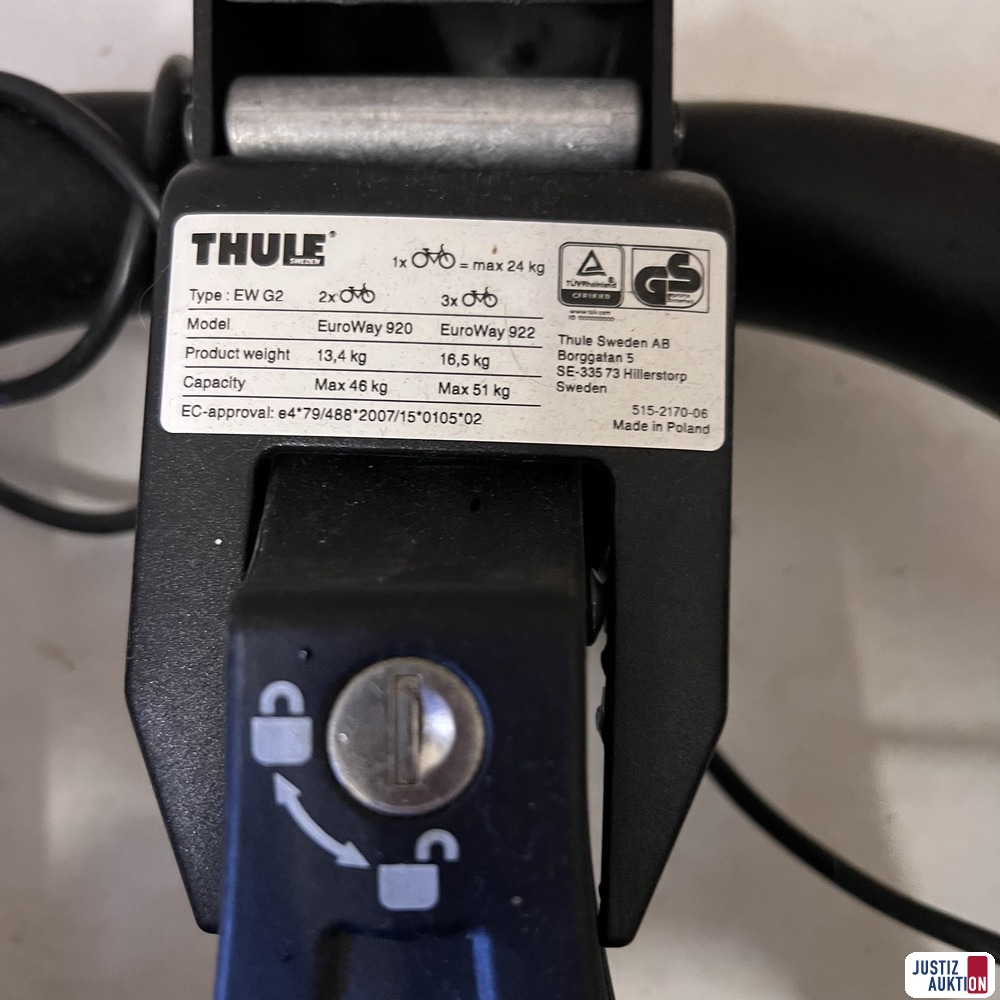 THULE®
SWEDEN
1x = max 24 kg
Type : EW G2 2x 3x
Model EuroWay 920 EuroWay 922
Product weight 13,4 kg 16,5 kg
Capacity Max 46 kg Max 51 kg
EC-approval: e4*79/488*2007/15*0105*02
TÜVRheinland
CERTIFIED
GS
www.tuv.com
Thule Sweden AB
Borggatan 5
SE-335 73 Hillerstorp
Sweden
515-2170-06
Made in Poland
JUSTIZ
AUKTION